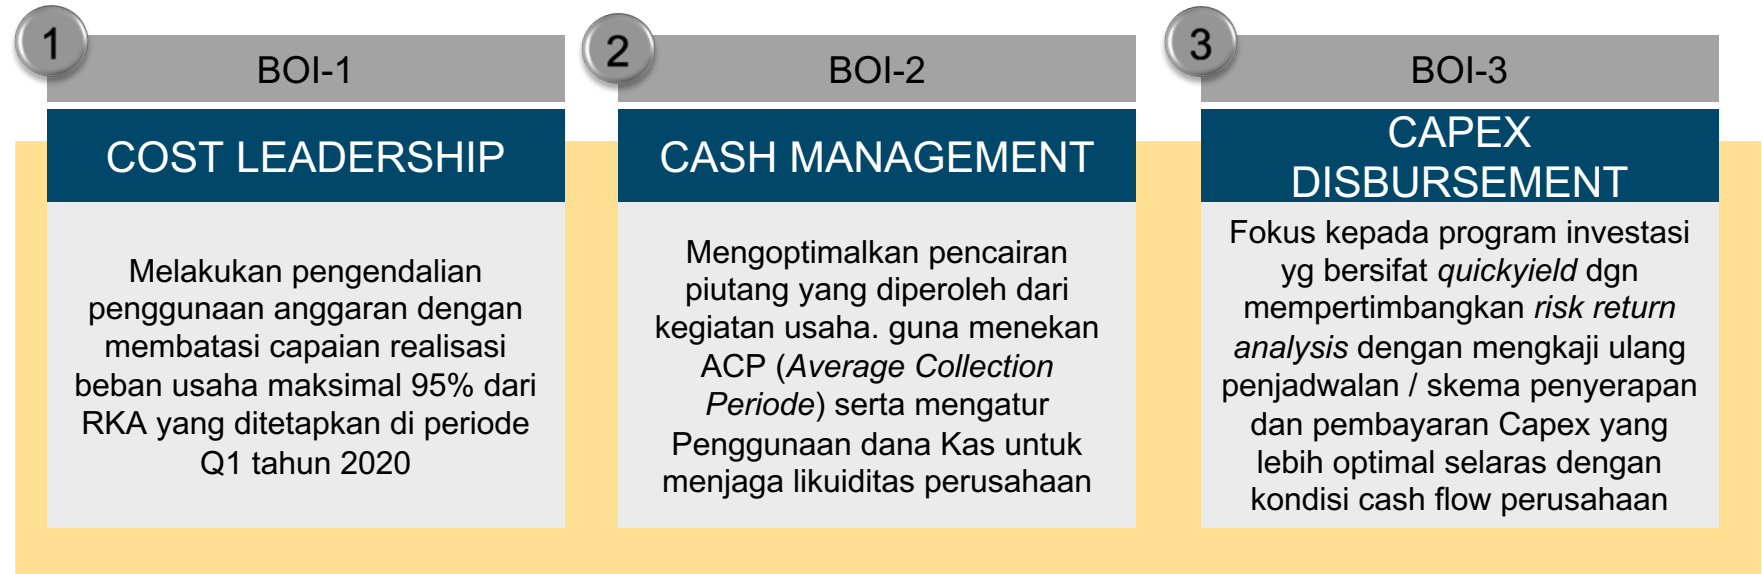 1
BOI-1
COST LEADERSHIP
Melakukan pengendalian
penggunaan anggaran dengan
membatasi capaian realisasi
beban usaha maksimal 95% dari
RKA yang ditetapkan di periode
Q1 tahun 2020
2
BOI-2
CASH MANAGEMENT
Mengoptimalkan pencairan
piutang yang diperoleh dari
kegiatan usaha. guna menekan
ACP (Average Collection
Periode) serta mengatur
Penggunaan dana Kas untuk
menjaga likuiditas perusahaan
3
BOI-3
CAPEX
DISBURSEMENT
Fokus kepada program investasi
yg bersifat quickyield dgn
mempertimbangkan risk return
analysis dengan mengkaji ulang
penjadwalan / skema penyerapan
dan pembayaran Capex yang
lebih optimal selaras dengan
kondisi cash flow perusahaan